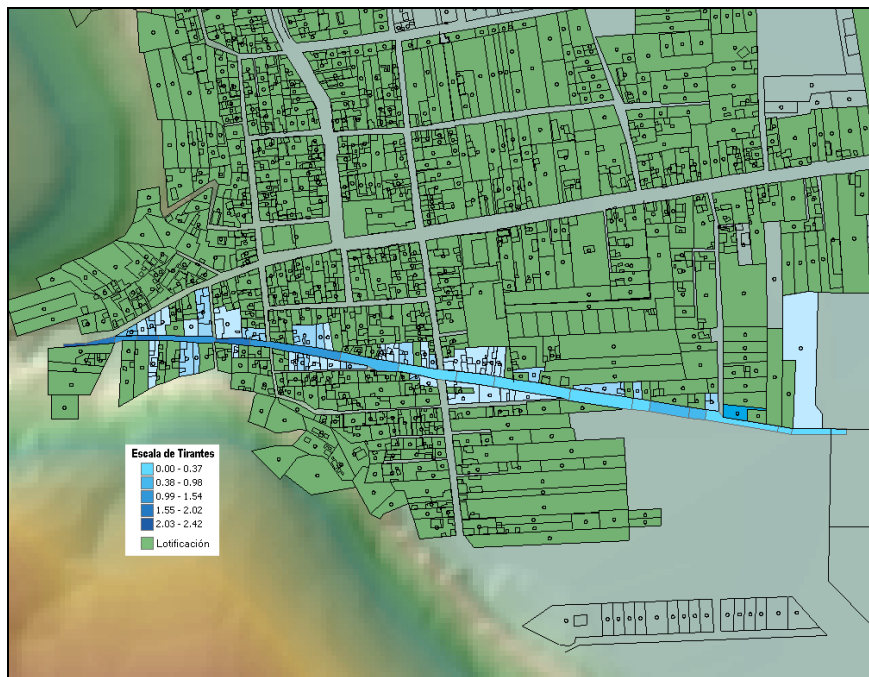 Escala de Tirantes
0.00 - 0.37
0.38 - 0.98
0.99 - 1.54
1.55 - 2.02
2.03 - 2.42
Lotificación